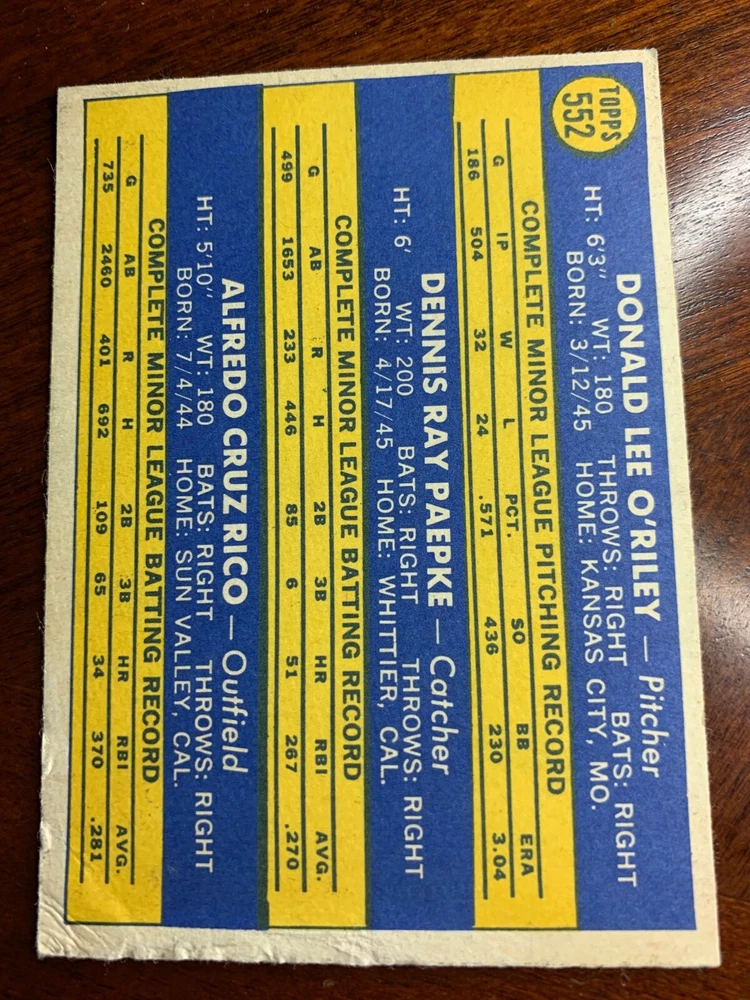 TOPPS
552
DONALD LEE O'RILEY — Pitcher
HT: 6'3" WT: 180 THROWS: RIGHT BATS: RIGHT
BORN: 3/12/45 HOME: KANSAS CITY, MO.
COMPLETE MINOR LEAGUE PITCHING RECORD
G IP W L PCT. SO BB ERA
186 504 32 24 .571 436 230 3.04
DENNIS RAY PAEPKE — Catcher
HT: 6' WT: 200 BATS: RIGHT THROWS: RIGHT
BORN: 4/17/45 HOME: WHITTIER, CAL.
COMPLETE MINOR LEAGUE BATTING RECORD
G AB R H 2B 3B HR RBI AVG.
499 1653 233 446 85 6 51 267 .270
ALFREDO CRUZ RICO — Outfield
HT: 5'10" WT: 180 BATS: RIGHT THROWS: RIGHT
BORN: 7/4/44 HOME: SUN VALLEY, CAL.
COMPLETE MINOR LEAGUE BATTING RECORD
G AB R H 2B 3B HR RBI AVG.
735 2460 401 692 109 65 34 370 .281